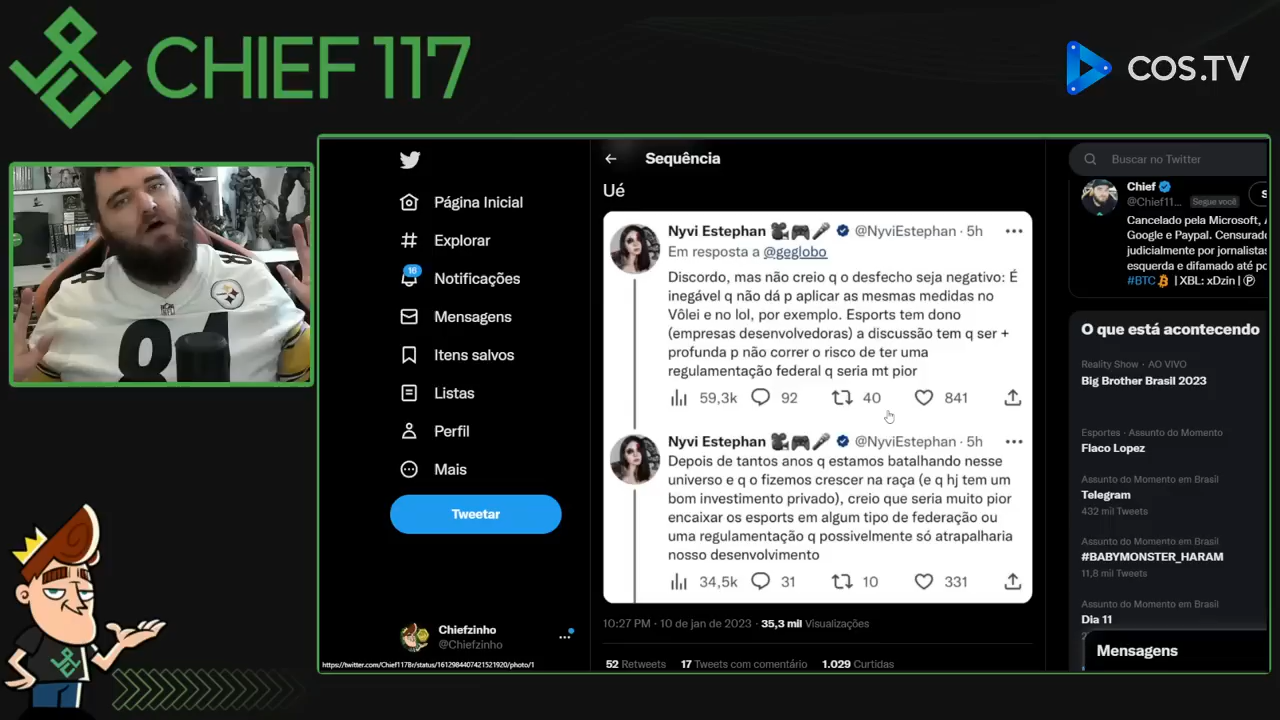 CHIEF 117
COS.TV
Página Inicial
Explorar
16
Notificações
Mensagens
Itens salvos
Listas
Perfil
Mais
Tweetar
Chiefzinho
@Chiefzinho
https://twitter.com/Chief117Br/status/1612984407421521920/photo/1
Sequência
Ué
Nyvi Estephan @NyviEstephan · 5h
Em resposta a @geglobo
Discordo, mas não creio q o desfecho seja negativo: É
inegável q não dá p aplicar as mesmas medidas no
Vôlei e no lol, por exemplo. Esports tem dono
(empresas desenvolvedoras) a discussão tem q ser +
profunda p não correr o risco de ter uma
regulamentação federal q seria mt pior
59,3k 92 40 841
Nyvi Estephan @NyviEstephan · 5h
Depois de tantos anos q estamos batalhando nesse
universo e q o fizemos crescer na raça (e q hj tem um
bom investimento privado), creio que seria muito pior
encaixar os esports em algum tipo de federação ou
uma regulamentação q possivelmente só atrapalharia
nosso desenvolvimento
34,5k 31 10 331
10:27 PM · 10 de jan de 2023 · 35,3 mil Visualizações
52 Retweets 17 Tweets com comentário 1.029 Curtidas
Buscar no Twitter
Chief
@Chief11... Segue você S
Cancelado pela Microsoft, A
Google e Paypal. Censurado
judicialmente por jornalistas
esquerda e difamado até po
#BTC | XBL: xDzin |
O que está acontecendo
Reality Show · AO VIVO
Big Brother Brasil 2023
Esportes · Assunto do Momento
Flaco Lopez
Assunto do Momento em Brasil
Telegram
432 mil Tweets
Assunto do Momento em Brasil
#BABYMONSTER_HARAM
11,8 mil Tweets
Assunto do Momento em Brasil
Dia 11
Mensagens